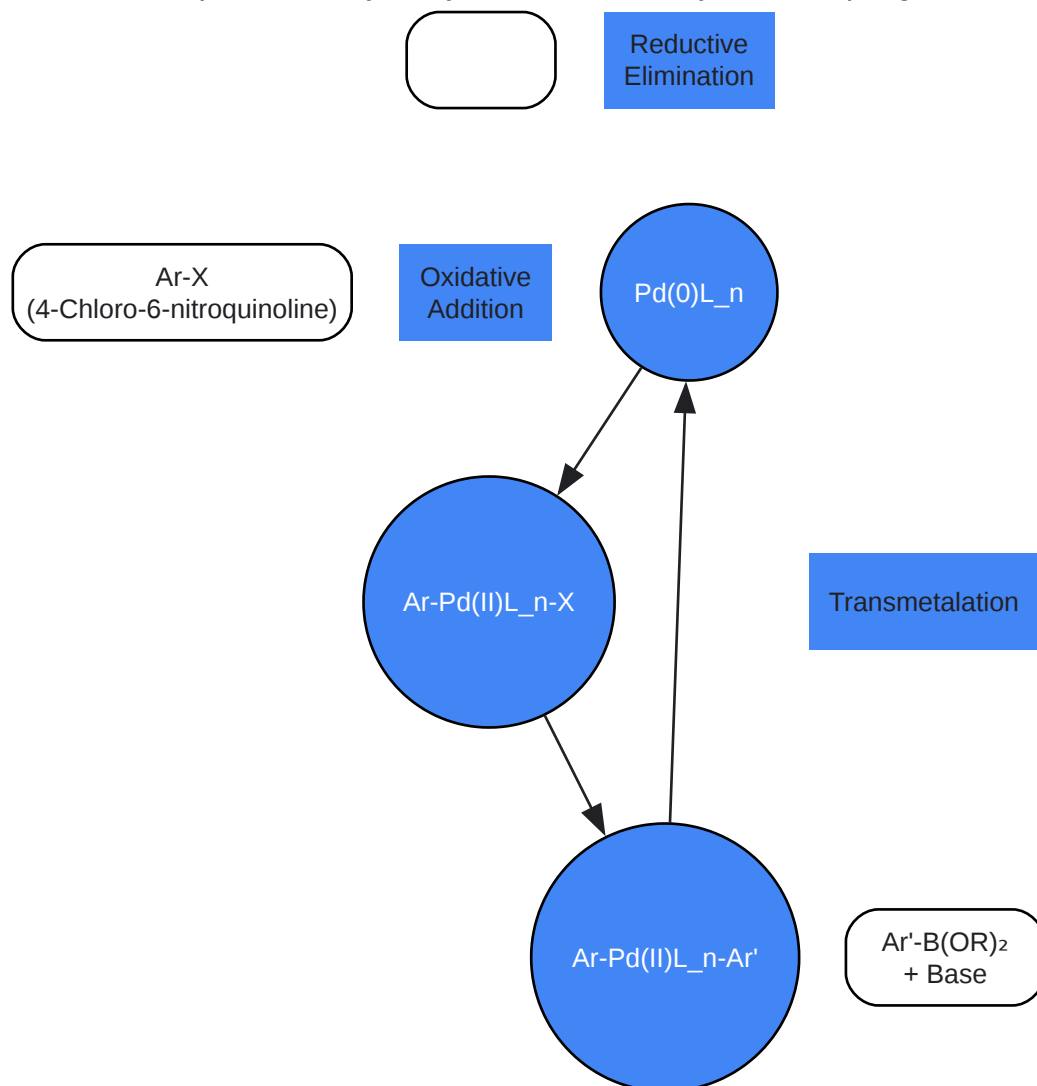 Reductive
Elimination
Pd(0)L_n
Ar-X
(4-Chloro-6-nitroquinoline)
Oxidative
Addition
Ar-Pd(II)L_n-X
Transmetalation
Ar-Pd(II)L_n-Ar'
Ar'-B(OR)₂
+ Base